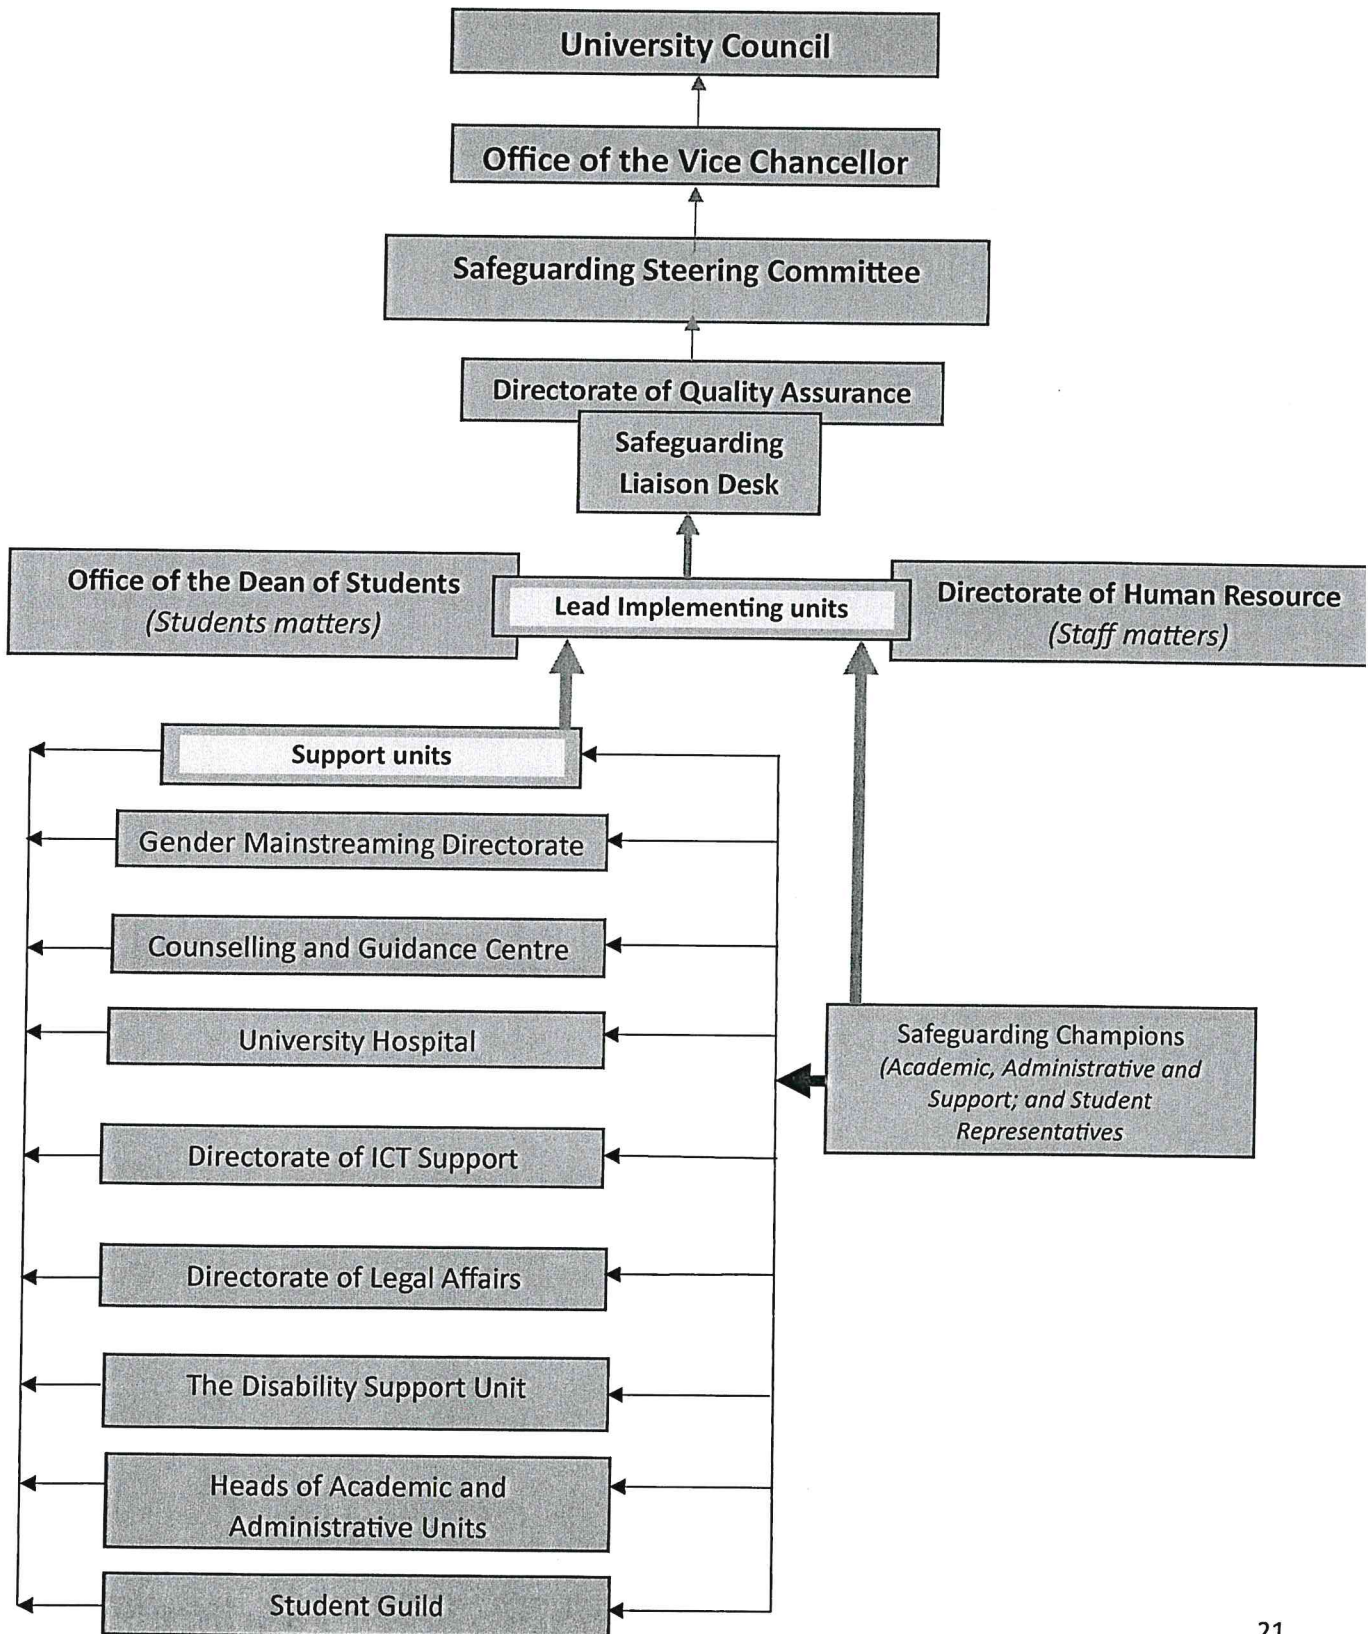 University Council
Office of the Vice Chancellor
Safeguarding Steering Committee
Directorate of Quality Assurance
Safeguarding
Liaison Desk
Office of the Dean of Students
(Students matters)
Lead Implementing units
Directorate of Human Resource
(Staff matters)
Support units
Gender Mainstreaming Directorate
Counselling and Guidance Centre
University Hospital
Safeguarding Champions
(Academic, Administrative and
Support; and Student
Representatives
Directorate of ICT Support
Directorate of Legal Affairs
The Disability Support Unit
Heads of Academic and
Administrative Units
Student Guild
21